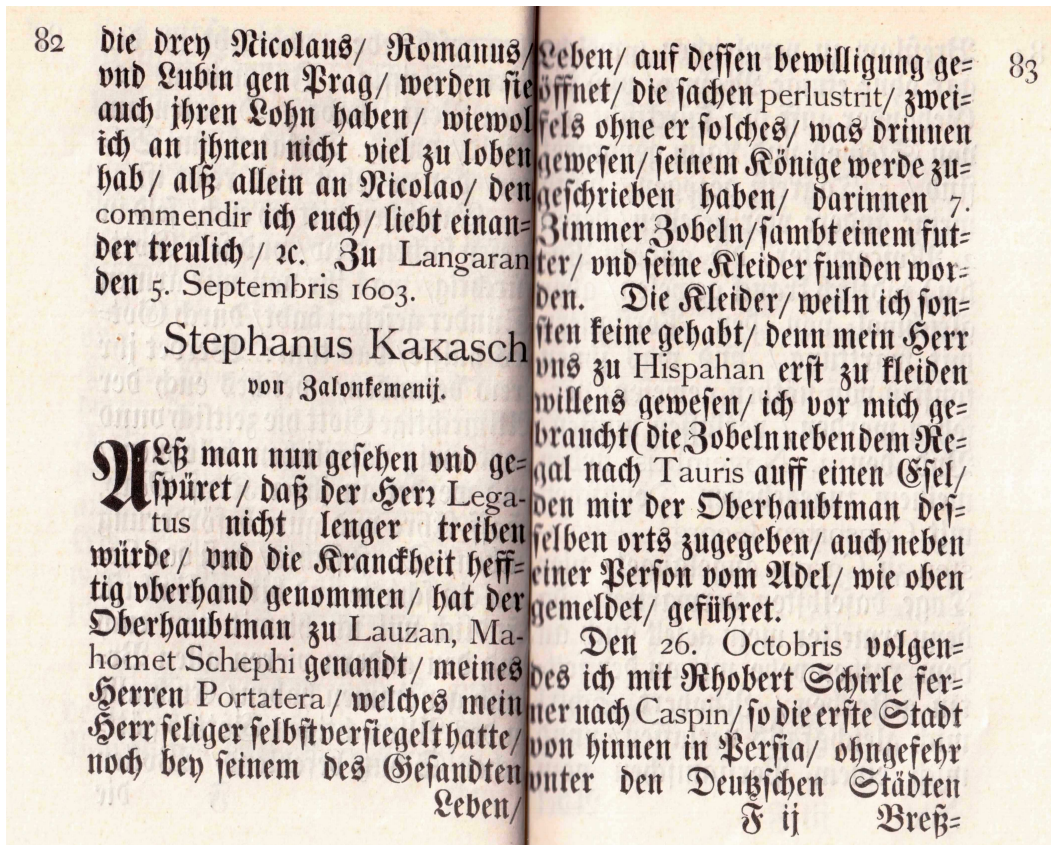 82
die drey Nicolaus/ Romanus/
vnd Lubin gen Prag/ werden sie
auch jhren Lohn haben/ wiewol
ich an jhnen nicht viel zu loben
hab/ alß allein an Nicolao/ den
commendir ich euch/ liebt einan=
der treulich/ ꝛc. Zu Langaran
den 5. Septembris 1603.
Stephanus Kakasch
von Zalonkemenij.
ALß man nun gesehen vnd ge=
spüret/ daß der Herꝛ Lega-
tus nicht lenger treiben
würde/ vnd die Kranckheit heff=
tig vberhand genommen/ hat der
Oberhaubtman zu Lauzan, Ma-
homet Schephi genandt/ meines
Herren Portatera/ welches mein
Herr seliger selbst versiegelt hatte/
noch bey seinem des Gesandten
Leben/
83
Leben/ auf dessen bewilligung ge=
öffnet/ die sachen perlustrit/ zwei=
fels ohne er solches/ was drinnen
gewesen/ seinem Könige werde zu=
geschrieben haben/ darinnen 7.
Zimmer Zobeln/ sambt einem fut=
ter/ vnd seine Kleider funden wor=
den. Die Kleider/ weiln ich son=
sten keine gehabt/ denn mein Herr
vns zu Hispahan erst zu kleiden
willens gewesen/ ich vor mich ge=
braucht (die Zobeln neben dem Re=
gal nach Tauris auff einen Esel/
den mir der Oberhaubtman des=
selben orts zugegeben/ auch neben
einer Person vom Adel/ wie oben
gemeldet/ geführet.
Den 26. Octobris volgen=
des ich mit Rhobert Schirle fer=
ner nach Caspin/ so die erste Stadt
von hinnen in Persia/ ohngefehr
vnter den Deutzschen Städten
F ij Breß=